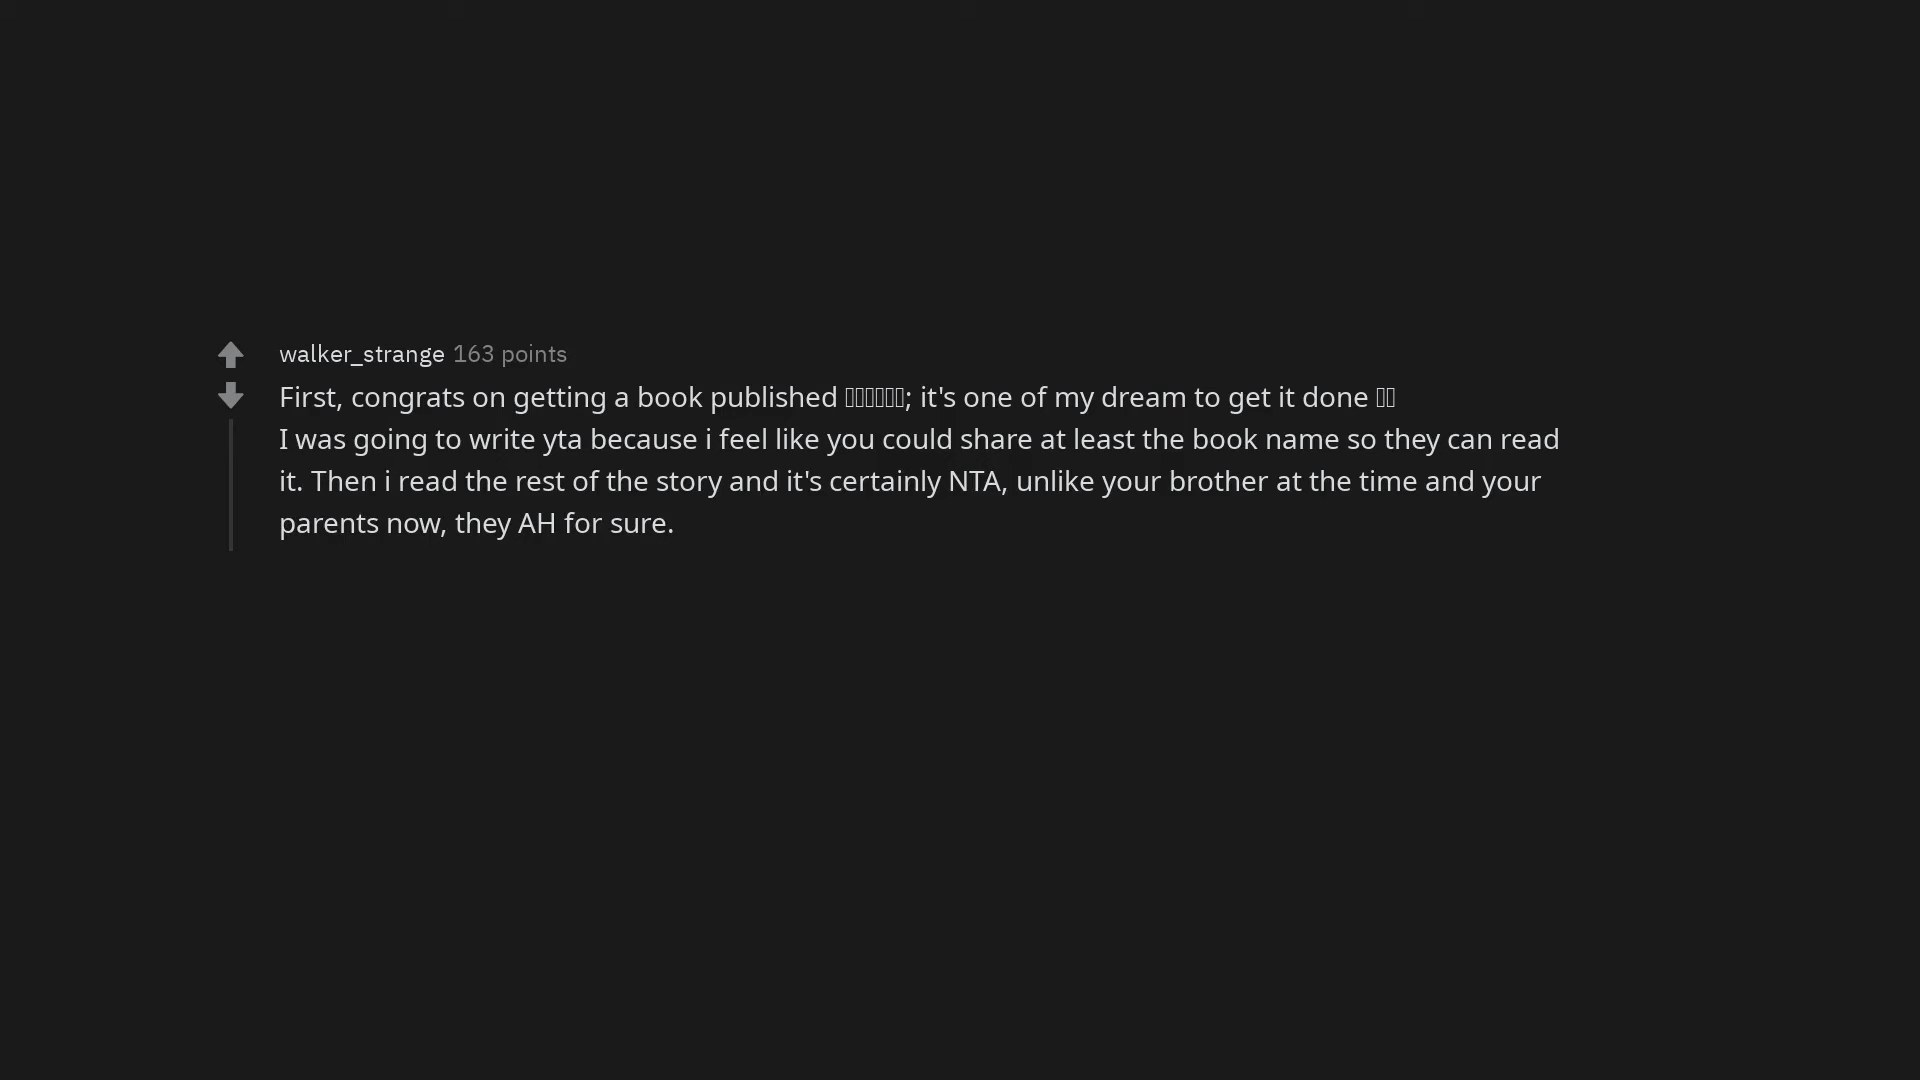 walker_strange 163 points
First, congrats on getting a book published ▯▯▯▯▯▯; it's one of my dream to get it done ▯▯
I was going to write yta because i feel like you could share at least the book name so they can read
it. Then i read the rest of the story and it's certainly NTA, unlike your brother at the time and your
parents now, they AH for sure.